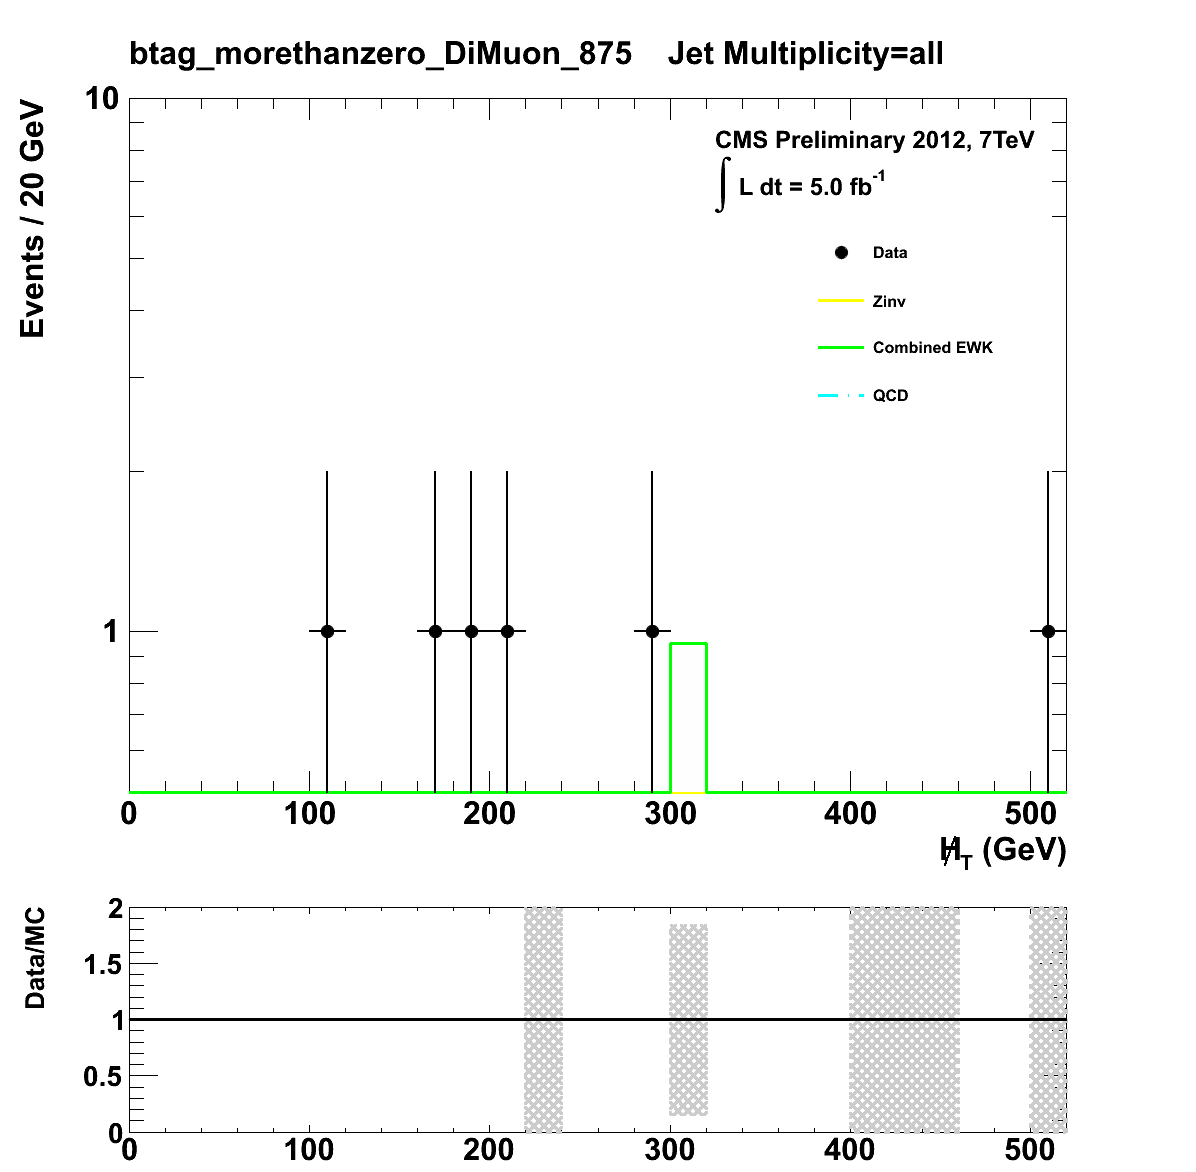 btag_morethanzero_DiMuon_875 Jet Multiplicity=all
Events / 20 GeV
10
1
CMS Preliminary 2012, 7TeV
∫ L dt = 5.0 fb⁻¹
Data
Zinv
Combined EWK
QCD
0 100 200 300 400 500
H̸_T (GeV)
Data/MC
2
1.5
1
0.5
0
0 100 200 300 400 500